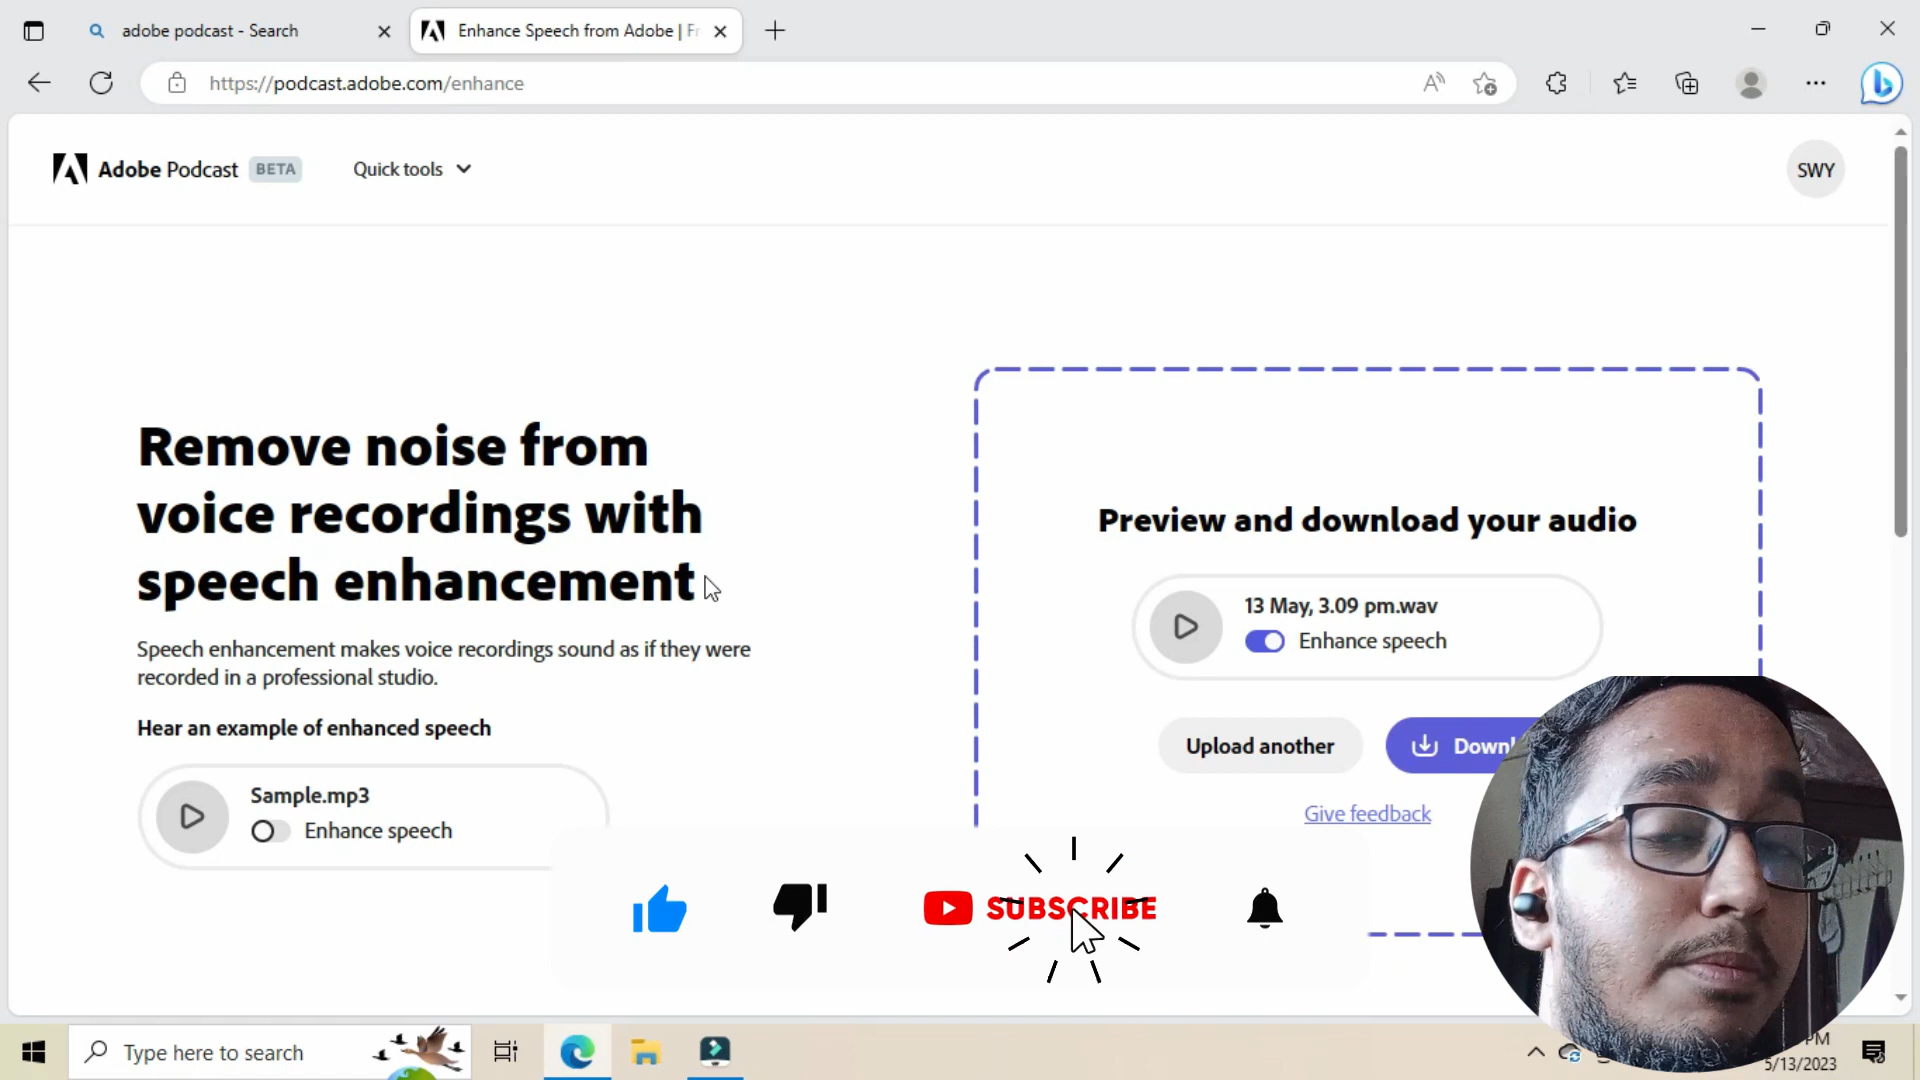 adobe podcast - Search
Enhance Speech from Adobe | Fr
https://podcast.adobe.com/enhance
Adobe Podcast BETA
Quick tools
SWY
Remove noise from
voice recordings with
speech enhancement
Speech enhancement makes voice recordings sound as if they were
recorded in a professional studio.
Hear an example of enhanced speech
Sample.mp3
Enhance speech
Preview and download your audio
13 May, 3.09 pm.wav
Enhance speech
Upload another
Downl
Give feedback
SUBSCRIBE
Type here to search
PM
5/13/2023